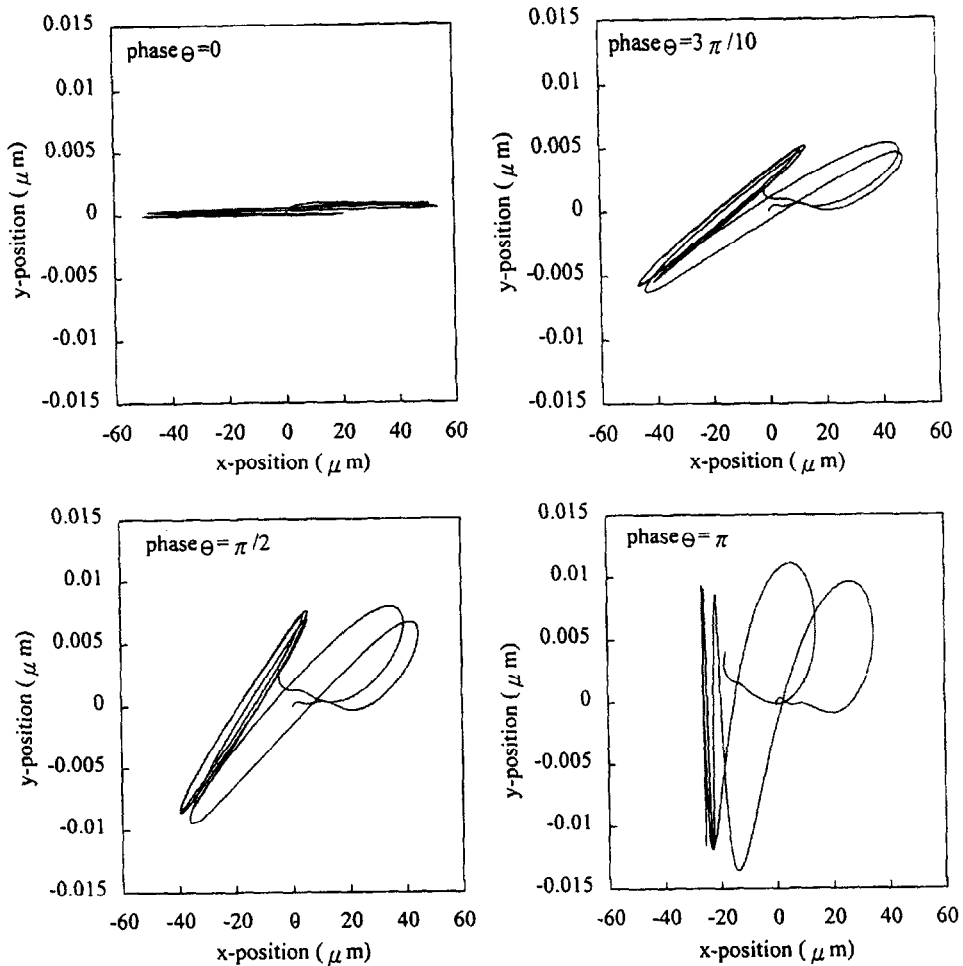 phase Θ=0
0.015
0.01
0.005
0
-0.005
-0.01
-0.015
y-position ( μ m)
-60 -40 -20 0 20 40 60
x-position ( μ m)
phase Θ=3 π/10
0.015
0.01
0.005
0
-0.005
-0.01
-0.015
y-position ( μ m)
-60 -40 -20 0 20 40 60
x-position ( μ m)
phase Θ= π/2
0.015
0.01
0.005
0
-0.005
-0.01
-0.015
y-position ( μ m)
-60 -40 -20 0 20 40 60
x-position ( μ m)
phase Θ= π
0.015
0.01
0.005
0
-0.005
-0.01
-0.015
y-position ( μ m)
-60 -40 -20 0 20 40 60
x-position ( μ m)